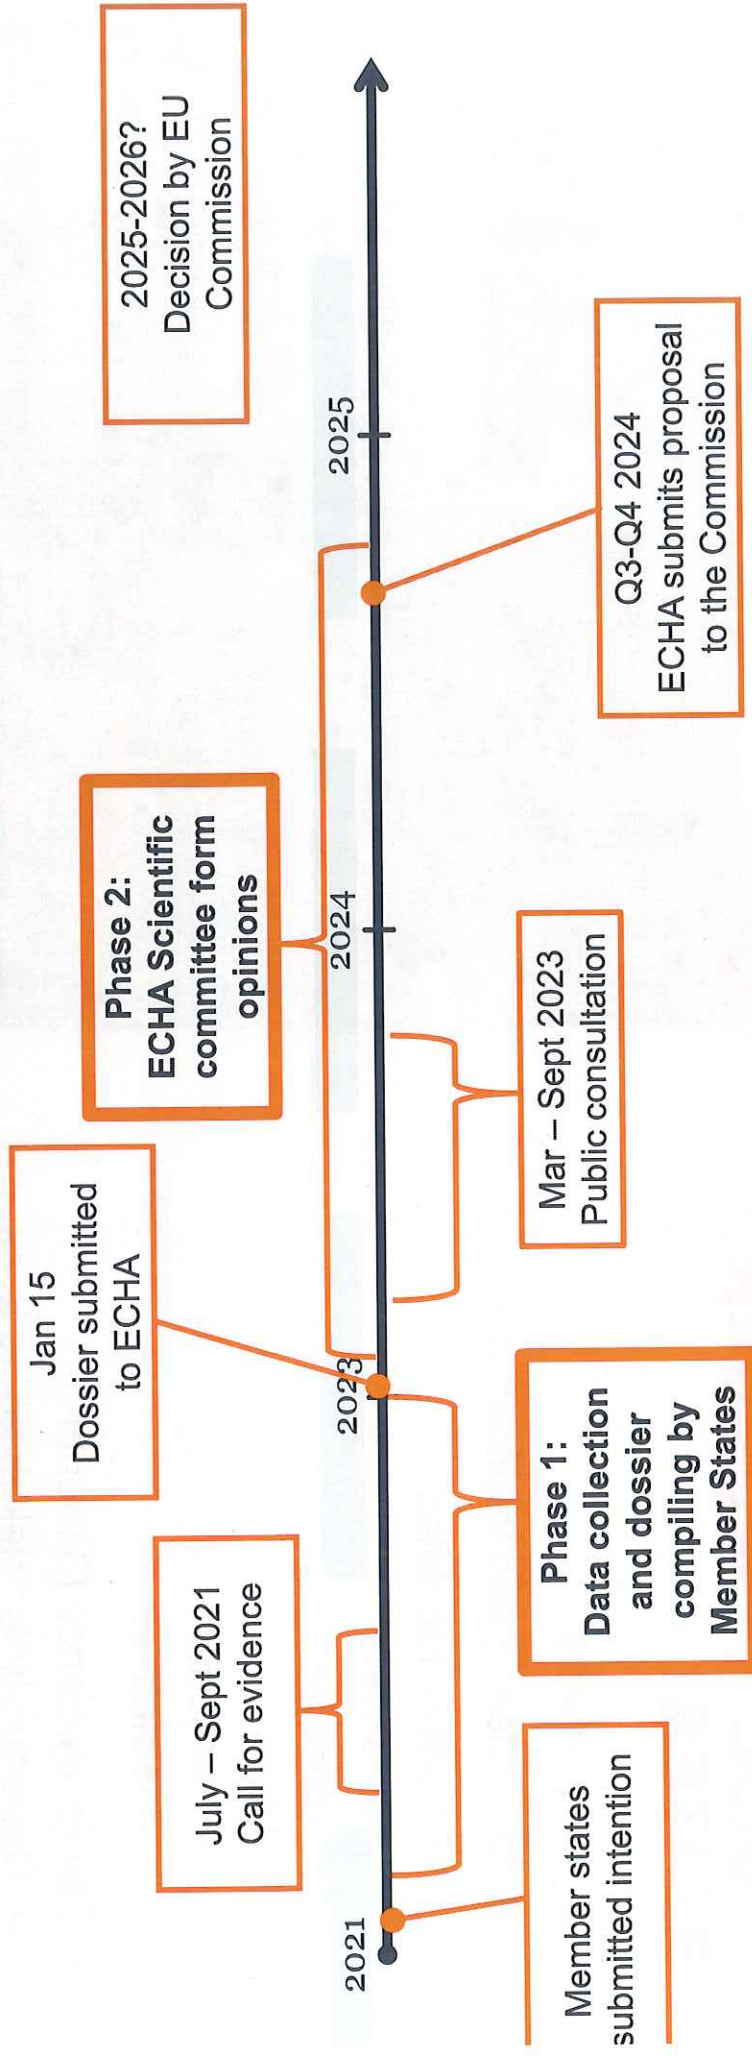 Jan 15
Dossier submitted
to ECHA
July – Sept 2021
Call for evidence
Phase 2:
ECHA Scientific
committee form
opinions
2025-2026?
Decision by EU
Commission
2021
2023
2024
2025
Member states
submitted intention
Phase 1:
Data collection
and dossier
compiling by
Member States
Mar – Sept 2023
Public consultation
Q3-Q4 2024
ECHA submits proposal
to the Commission